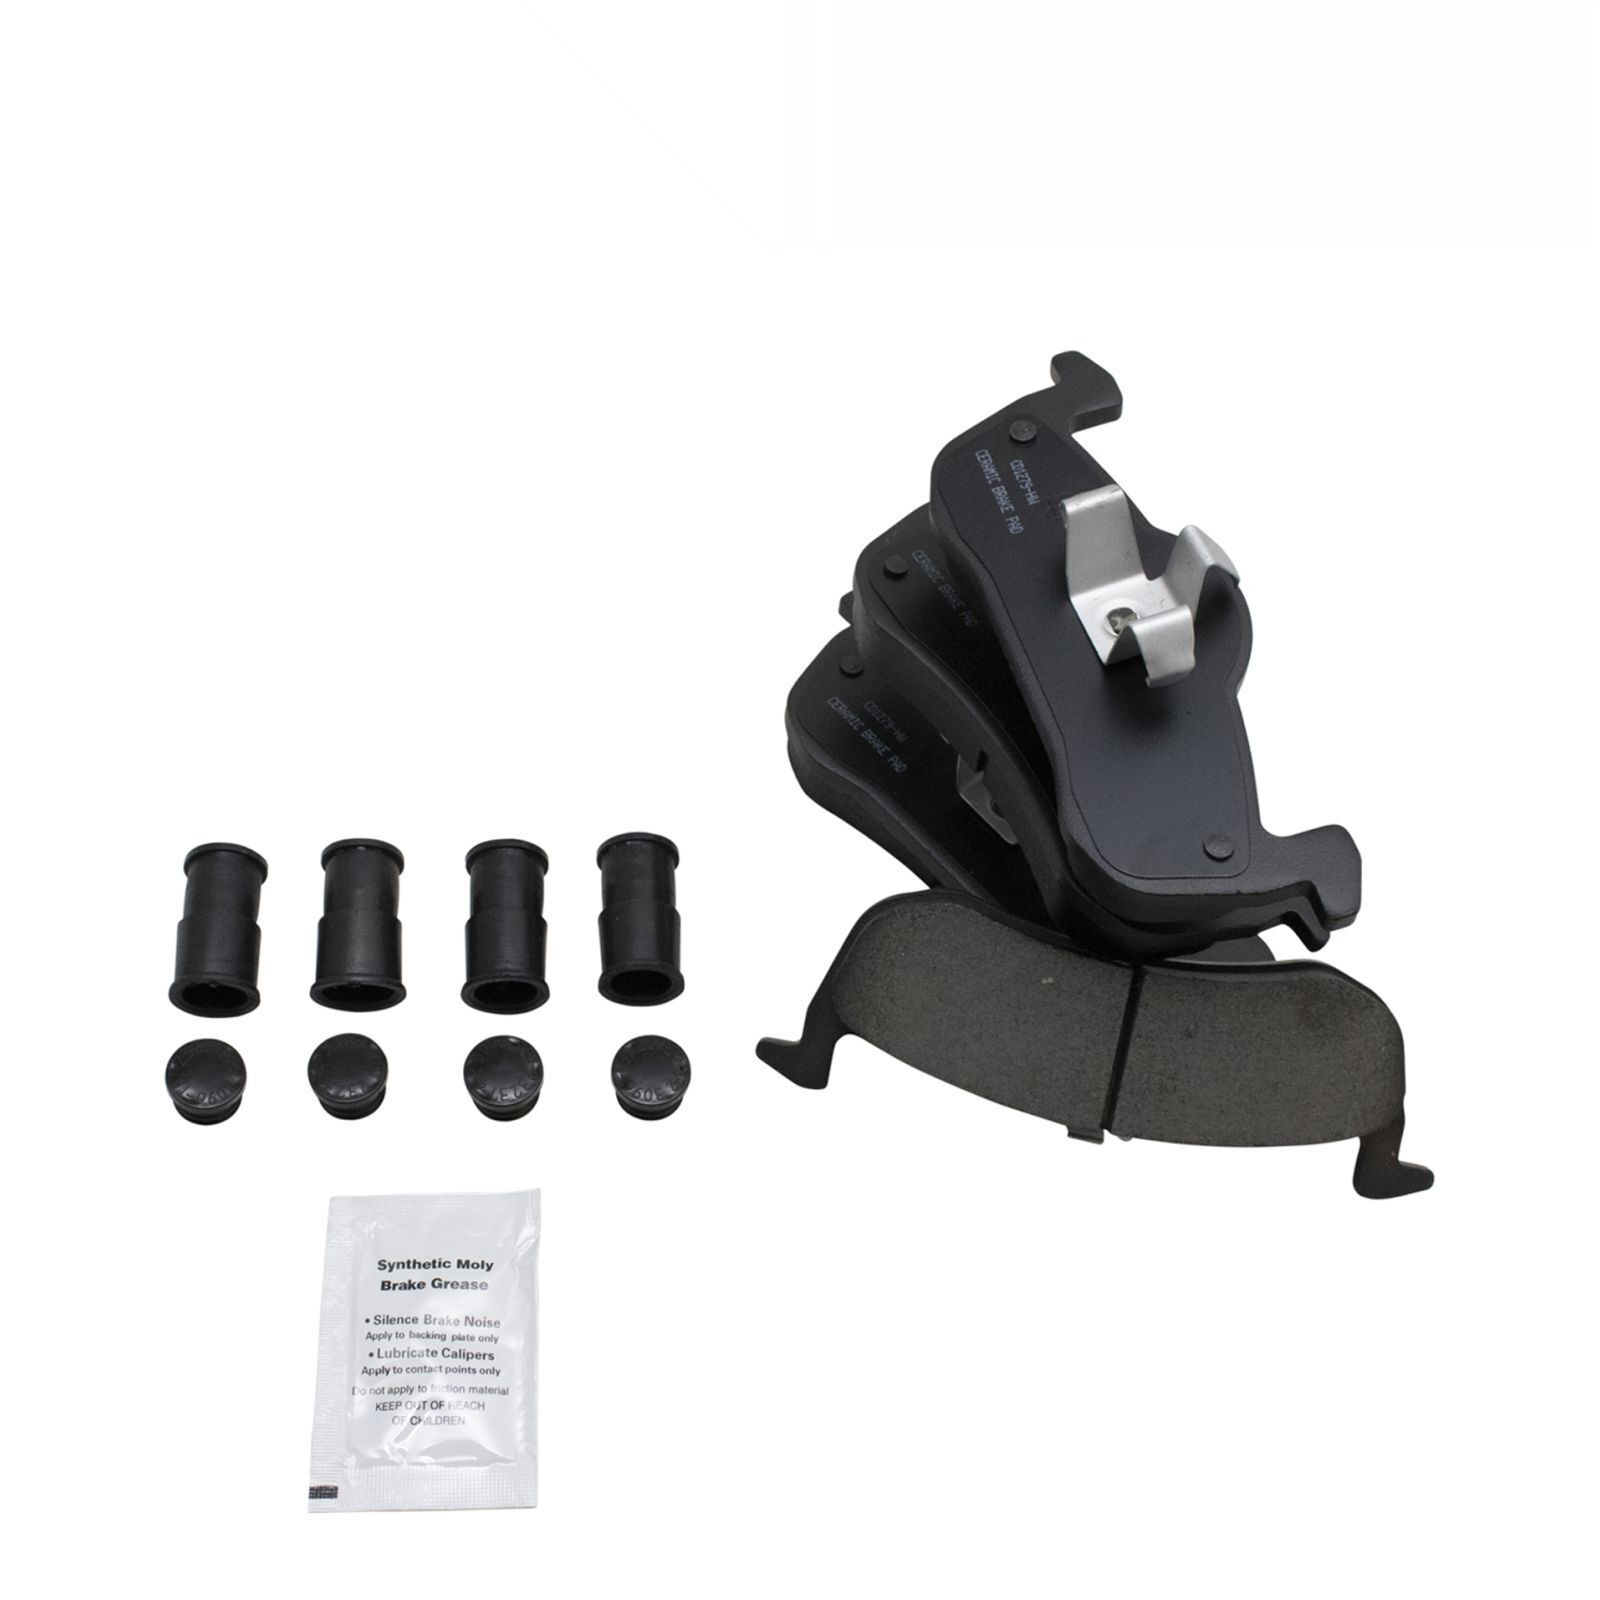 CD1279-HW
CERAMIC BRAKE PAD
CERAMIC BRAKE PAD
CD1279-HW
CERAMIC BRAKE PAD
Synthetic Moly
Brake Grease
• Silence Brake Noise
Apply to backing plate only
• Lubricate Calipers
Apply to contact points only
Do not apply to friction material
KEEP OUT OF REACH
OF CHILDREN